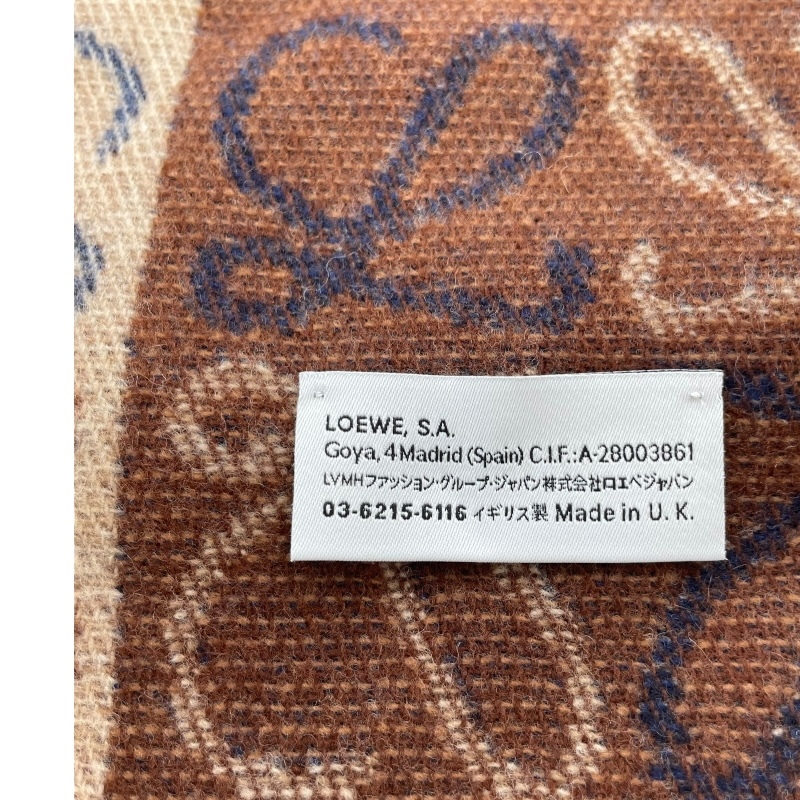 LOEWE, S.A.
Goya, 4 Madrid (Spain) C.I.F.:A-28003861
LVMHファッション・グループ・ジャパン株式会社ロエベジャパン
03-6215-6116 イギリス製 Made in U. K.